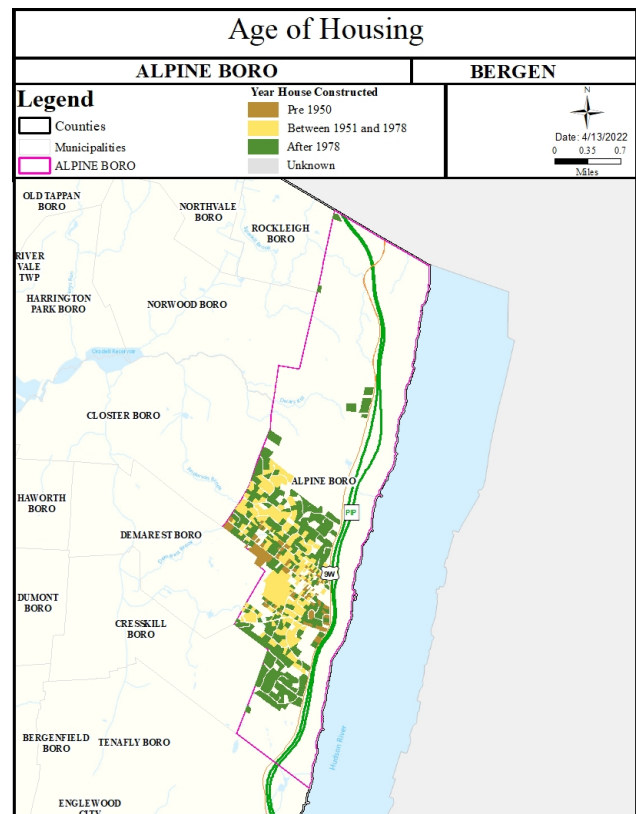 Age of Housing
ALPINE BORO
BERGEN
Legend
Counties
Municipalities
ALPINE BORO
Year House Constructed
Pre 1950
Between 1951 and 1978
After 1978
Unknown
N
Date: 4/13/2022
0 0.35 0.7
Miles
OLD TAPPAN
BORO
NORTHVALE
BORO
ROCKLEIGH
BORO
RIVER
VALE
TWP
HARRINGTON
PARK BORO
NORWOOD BORO
CLOSTER BORO
ALPINE BORO
HAWORTH
BORO
PIP
DEMAREST BORO
9W
DUMONT
BORO
CRESSKILL
BORO
Hudson River
BERGENFIELD
BORO
TENAFLY BORO
ENGLEWOOD
CITY